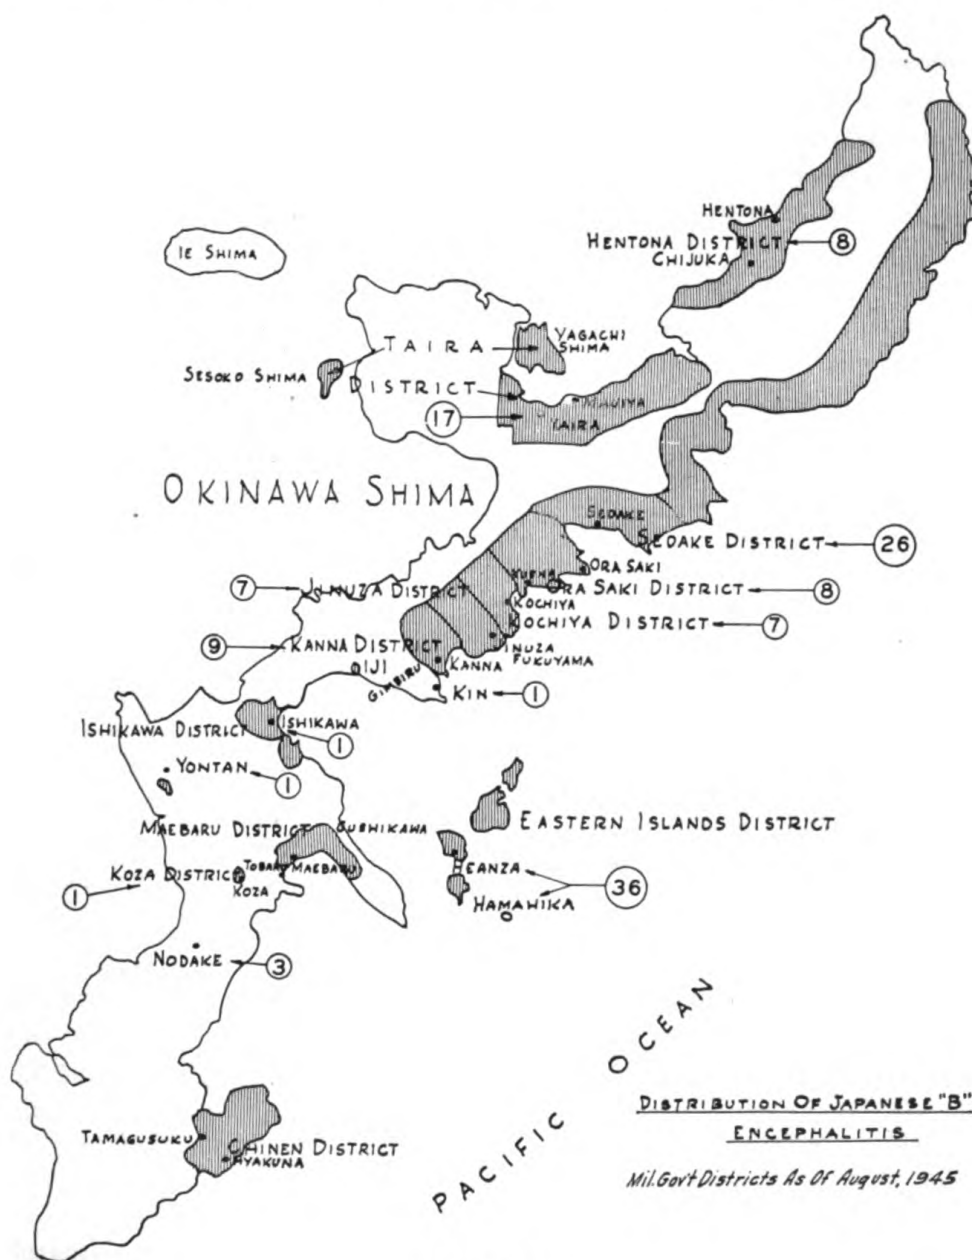 HENTONA
HENTONA DISTRICT
8
CHIJUKA
IE SHIMA
TAIRA
YAGACHI
SHIMA
SESOKO SHIMA
DISTRICT
17
TAIRA
OKINAWA SHIMA
SEDAKE
SEDAKE DISTRICT
26
ORA SAKI
7
DISTRICT
ORA SAKI DISTRICT
8
KOCHIYA
KOCHIYA DISTRICT
7
9
KANNA DISTRICT
FUKUYAMA
KANNA
GIMBIRU
KIN
1
ISHIKAWA DISTRICT
ISHIKAWA
1
YONTAN
1
EASTERN ISLANDS DISTRICT
MAEBARU DISTRICT
GUSHIKAWA
TOBARU
MAEBARU
KOZA DISTRICT
1
KOZA
HAMAHIKA
36
NODAKE
3
TAMAGUSUKU
CHINEN DISTRICT
HYAKUNA
PACIFIC OCEAN
DISTRIBUTION OF JAPANESE "B"
ENCEPHALITIS
Mil. Gov't Districts As Of August, 1945